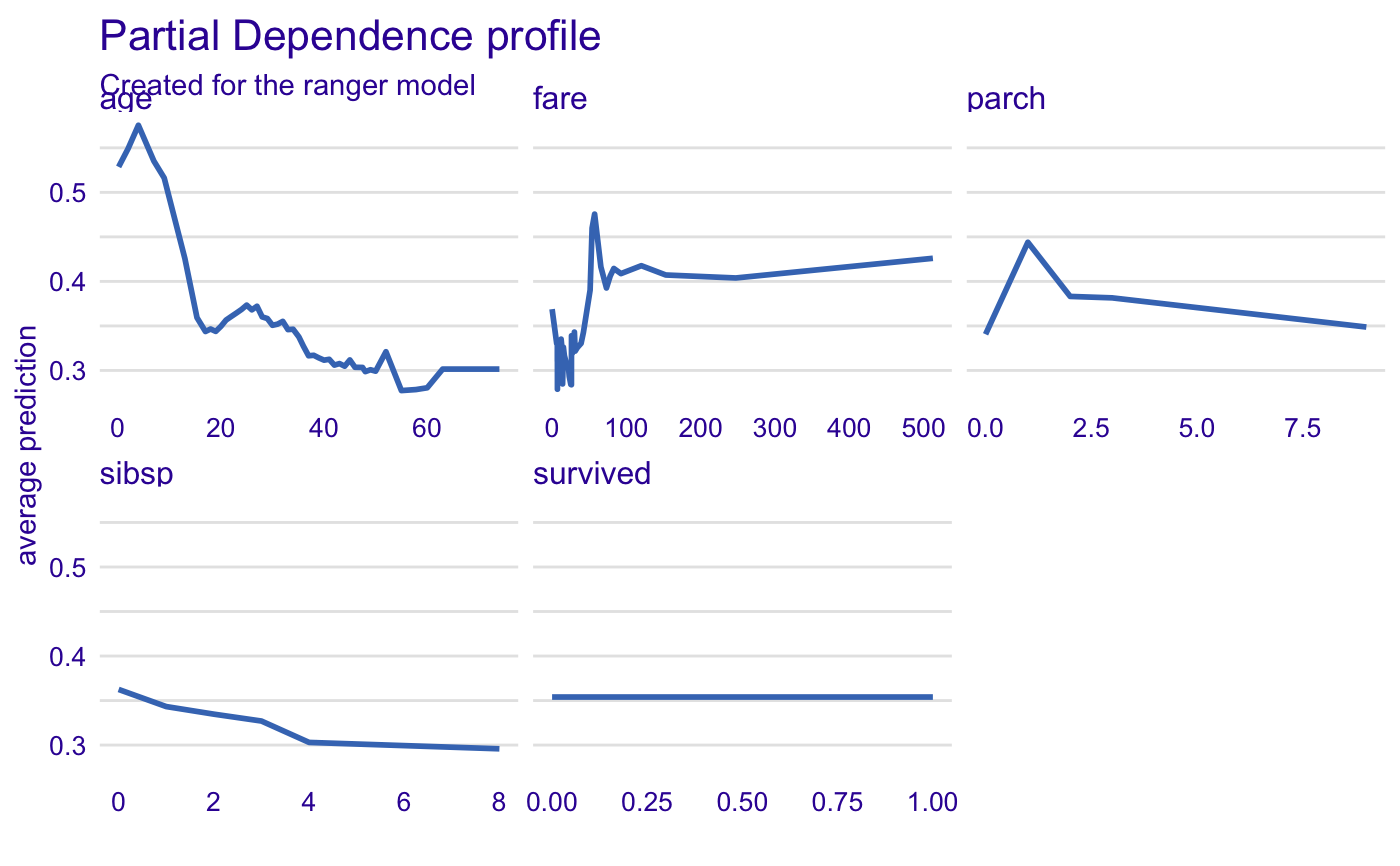 Partial Dependence profile
Created for the ranger model
age
fare
parch
0.5
0.4
0.3
0 20 40 60
0 100 200 300 400 500
0.0 2.5 5.0 7.5
average prediction
sibsp
survived
0.5
0.4
0.3
0 2 4 6 8
0.00 0.25 0.50 0.75 1.00